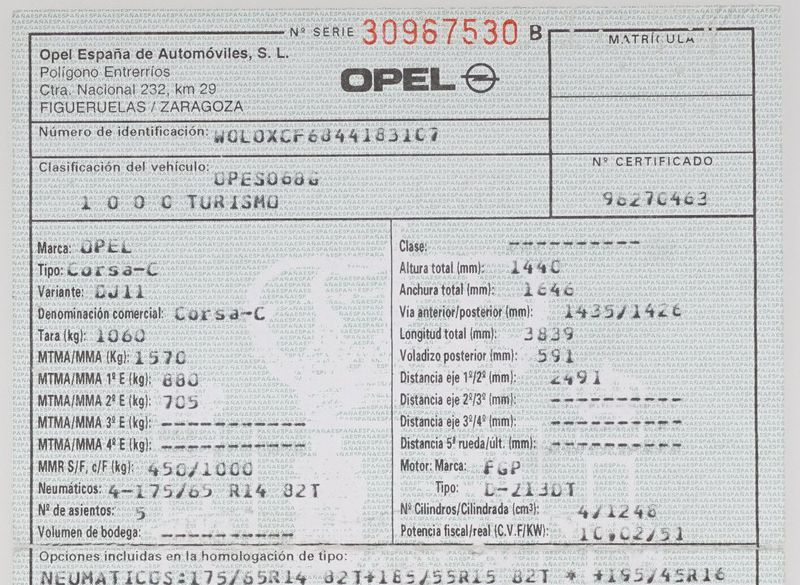 Nº SERIE 30967530 B
MATRÍCULA
Opel España de Automóviles, S. L.
Polígono Entrerríos
Ctra. Nacional 232, km 29
FIGUERUELAS / ZARAGOZA
OPEL
Número de identificación: W0L0XCF6844183107
Clasificación del vehículo:
OPES068G
1 0 0 0 TURISMO
Nº CERTIFICADO
98270463
Marca: OPEL
Tipo: Corsa-C
Variante: CJ11
Denominación comercial: Corsa-C
Tara (kg): 1060
MTMA/MMA (Kg): 1570
MTMA/MMA 1º E (kg): 880
MTMA/MMA 2º E (kg): 705
MTMA/MMA 3º E (kg): ------------
MTMA/MMA 4º E (kg): ------------
MMR S/F, c/F (kg): 450/1000
Neumáticos: 4-175/65 R14 82T
Nº de asientos: 5
Volumen de bodega: -----------
Clase: -----------
Altura total (mm): 1440
Anchura total (mm): 1646
Via anterior/posterior (mm): 1435/1426
Longitud total (mm): 3839
Voladizo posterior (mm): 591
Distancia eje 1º/2º (mm): 2491
Distancia eje 2º/3º (mm): -----------
Distancia eje 3º/4º (mm): -----------
Distancia 5ª rueda/últ. (mm): -----------
Motor: Marca: FGP
Tipo: D-Z13DT
Nº Cilindros/Cilindrada (cm³): 4/1248
Potencia fiscal/real (C.V.F/KW): 10,02/51
Opciones incluidas en la homologación de tipo:
NEUMATICOS:175/65R14 82T+185/55R15 82T * +195/45R16